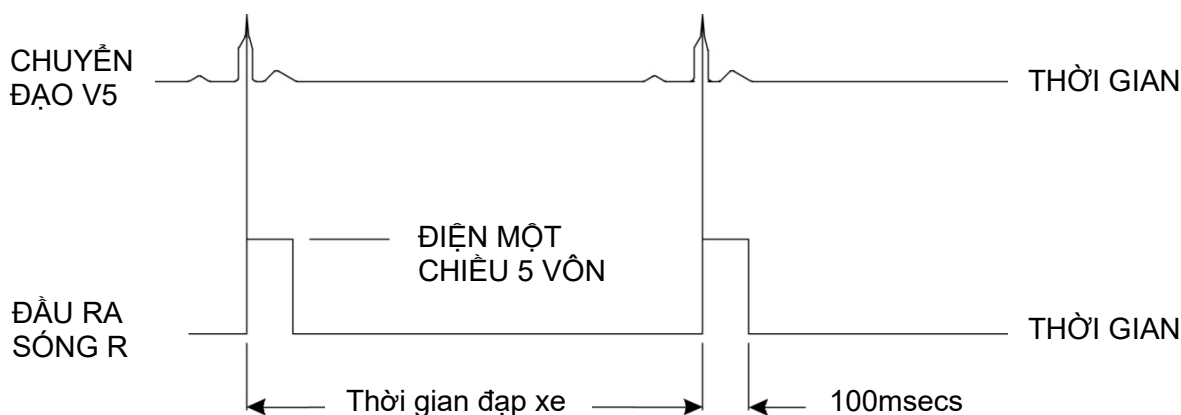 CHUYỂN
ĐẠO V5
THỜI GIAN
ĐIỆN MỘT
CHIỀU 5 VÔN
ĐẦU RA
SÓNG R
THỜI GIAN
Thời gian đạp xe
100msecs